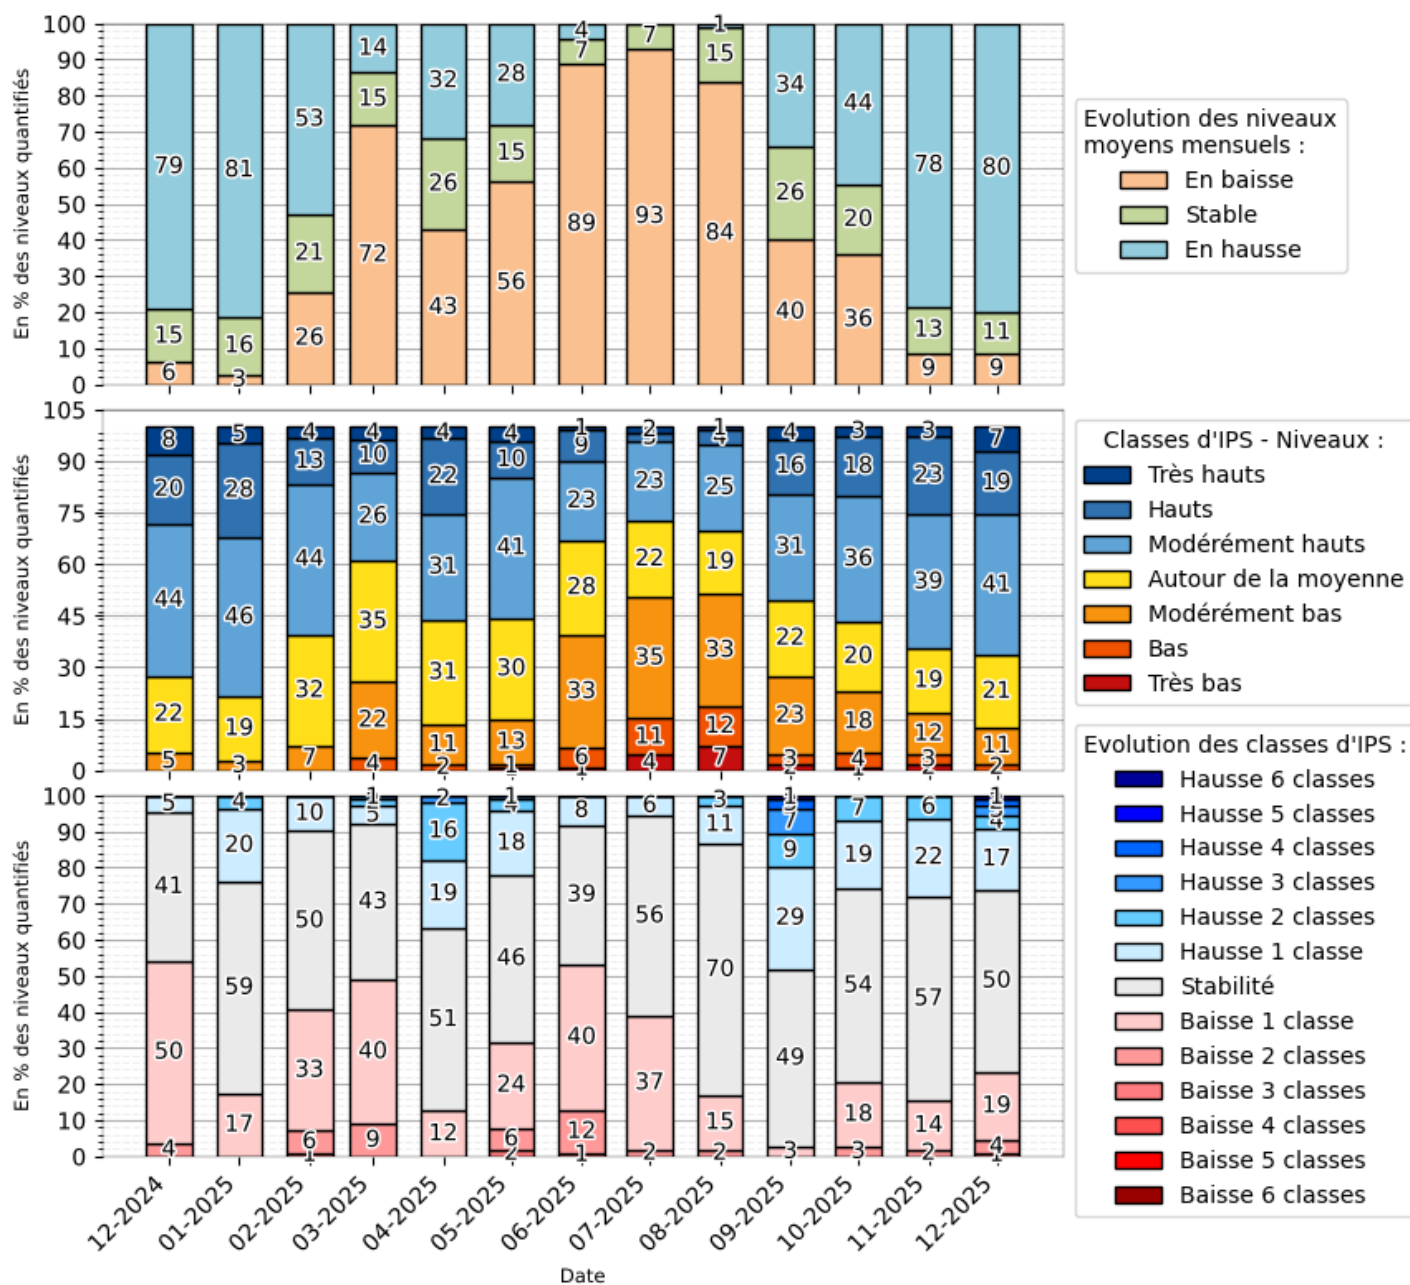 100
90
80
70
60
50
40
30
20
10
0
En % des niveaux quantifiés
79 15 6
81 16 3
53 21 26
14 15 72
32 26 43
28 15 56
4 7 89
7 93
1 15 84
34 26 40
44 20 36
78 13 9
80 11 9
Evolution des niveaux
moyens mensuels :
En baisse
Stable
En hausse
105
90
75
60
45
30
15
0
En % des niveaux quantifiés
8 20 44 22 5
5 28 46 19 3
4 13 44 32 7
4 10 26 35 22 4
4 22 31 31 11 2
4 10 41 30 13 1
1 9 23 28 33 6 1
2 23 22 35 11 4
1 4 25 19 33 12 7
4 16 31 22 23 3 2
3 18 36 20 18 4 1
3 23 39 19 12 3 2
7 19 41 21 11 2
Classes d'IPS - Niveaux :
Très hauts
Hauts
Modérément hauts
Autour de la moyenne
Modérément bas
Bas
Très bas
100
90
80
70
60
50
40
30
20
10
0
En % des niveaux quantifiés
5 41 50 4
4 20 59 17
10 50 33 6 1
1 5 43 40 9
2 16 19 51 12
1 4 18 46 24 6 2
8 39 40 12 1
6 56 37 2
3 11 70 15 2
1 7 9 29 49 3
7 19 54 18 3
6 22 57 14 2
1 4 17 50 19 4 1
Evolution des classes d'IPS :
Hausse 6 classes
Hausse 5 classes
Hausse 4 classes
Hausse 3 classes
Hausse 2 classes
Hausse 1 classe
Stabilité
Baisse 1 classe
Baisse 2 classes
Baisse 3 classes
Baisse 4 classes
Baisse 5 classes
Baisse 6 classes
12-2024
01-2025
02-2025
03-2025
04-2025
05-2025
06-2025
07-2025
08-2025
09-2025
10-2025
11-2025
12-2025
Date